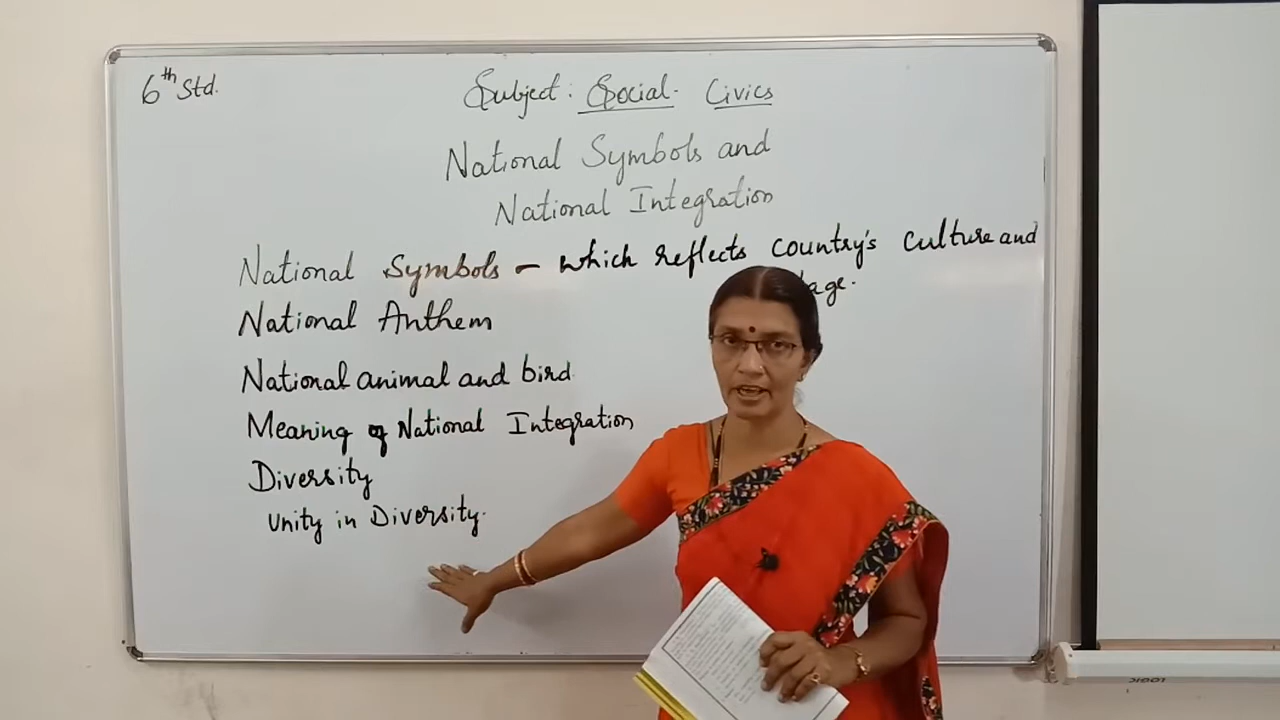 6th Std.
Subject: Social. Civics
National Symbols and
National Integration
National Symbols - which reflects country's culture and
age.
National Anthem
National animal and bird
Meaning of National Integration
Diversity
Unity in Diversity.